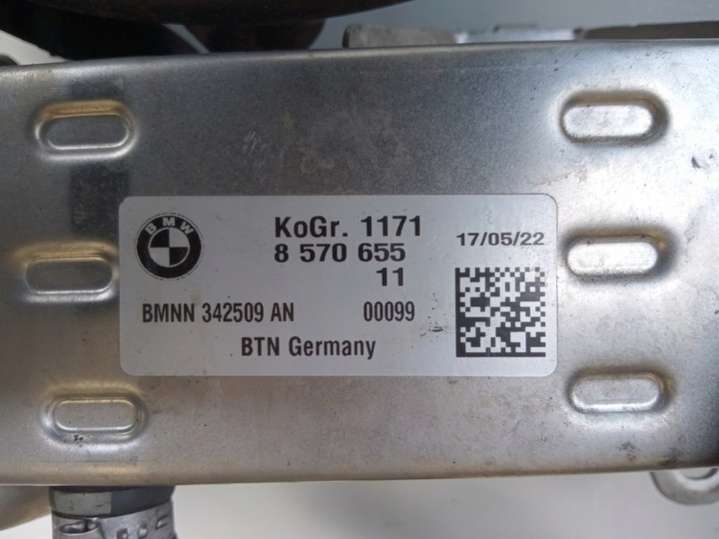 BMW
KoGr. 1171
8 570 655
17/05/22
11
BMNN 342509 AN 00099
BTN Germany